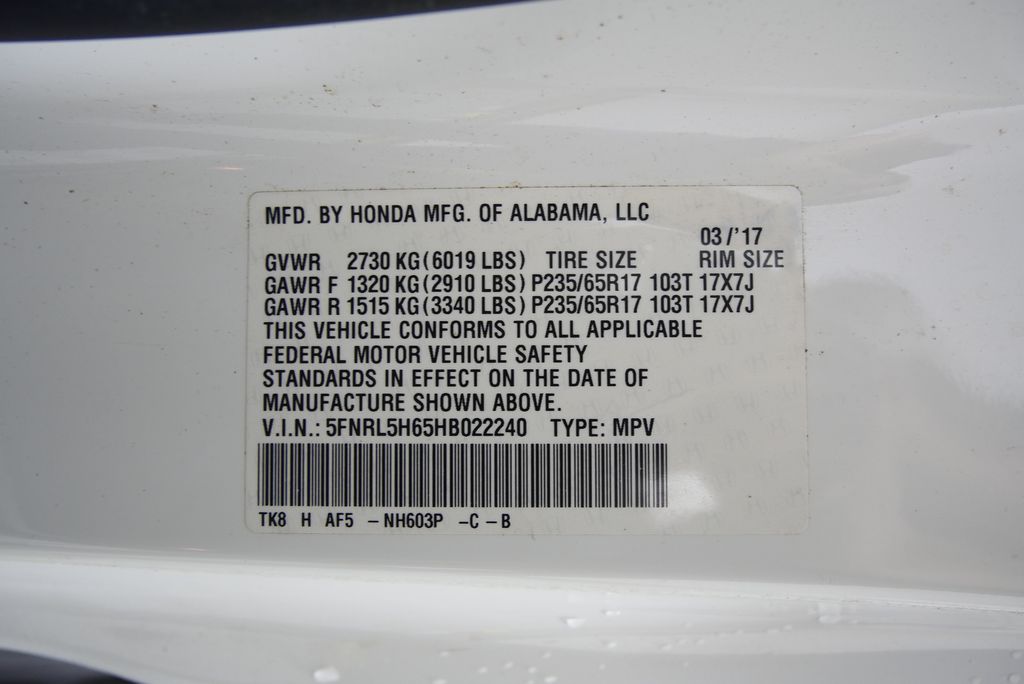 MFD. BY HONDA MFG. OF ALABAMA, LLC
03/'17
GVWR 2730 KG (6019 LBS) TIRE SIZE RIM SIZE
GAWR F 1320 KG (2910 LBS) P235/65R17 103T 17X7J
GAWR R 1515 KG (3340 LBS) P235/65R17 103T 17X7J
THIS VEHICLE CONFORMS TO ALL APPLICABLE
FEDERAL MOTOR VEHICLE SAFETY
STANDARDS IN EFFECT ON THE DATE OF
MANUFACTURE SHOWN ABOVE.
V.I.N.: 5FNRL5H65HB022240 TYPE: MPV
TK8 H AF5 - NH603P - C - B